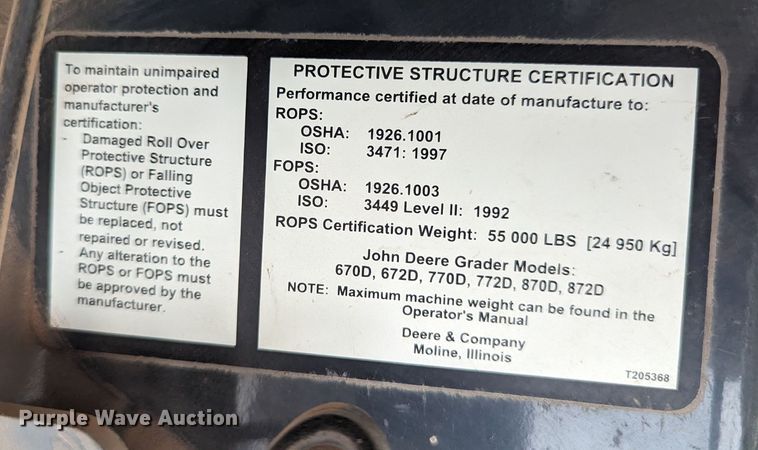 To maintain unimpaired
operator protection and
manufacturer's
certification:
- Damaged Roll Over
Protective Structure
(ROPS) or Falling
Object Protective
Structure (FOPS) must
be replaced, not
repaired or revised.
- Any alteration to the
ROPS or FOPS must
be approved by the
manufacturer.
PROTECTIVE STRUCTURE CERTIFICATION
Performance certified at date of manufacture to:
ROPS:
OSHA: 1926.1001
ISO: 3471: 1997
FOPS:
OSHA: 1926.1003
ISO: 3449 Level II: 1992
ROPS Certification Weight: 55 000 LBS [24 950 Kg]
John Deere Grader Models:
670D, 672D, 770D, 772D, 870D, 872D
NOTE: Maximum machine weight can be found in the
Operator's Manual
Deere & Company
Moline, Illinois
T205368
Purple Wave Auction